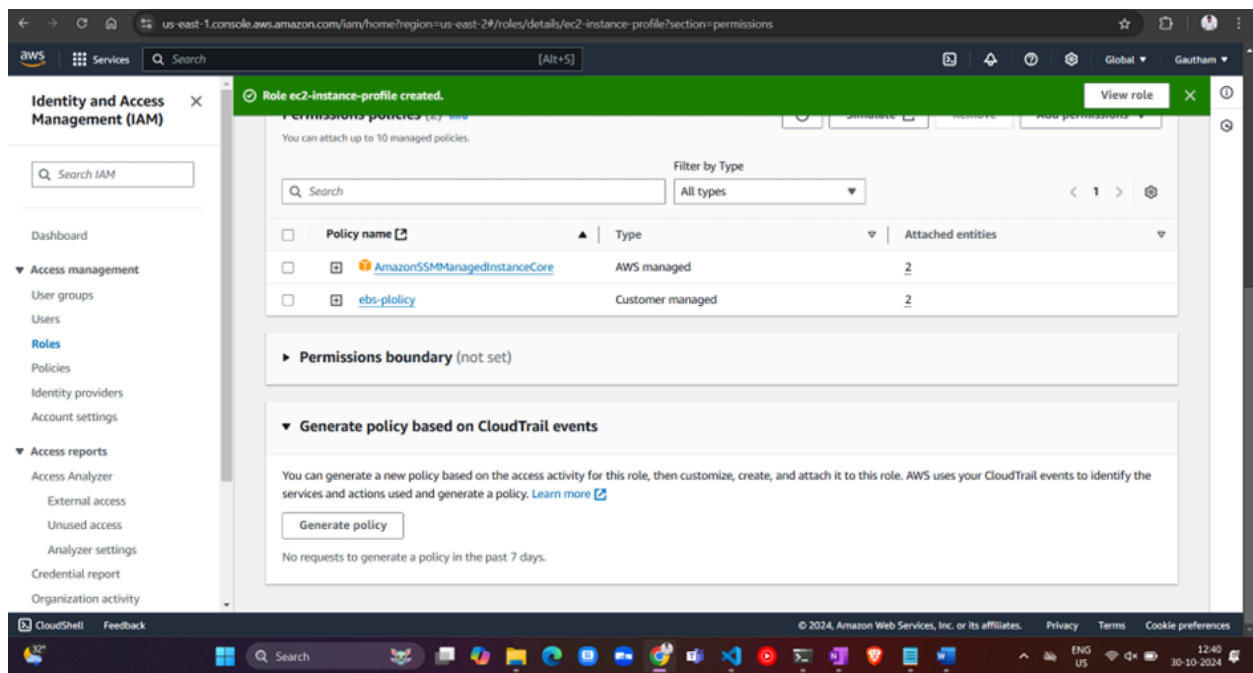 us-east-1.console.aws.amazon.com/iam/home?region=us-east-2#/roles/details/ec2-instance-profile?section=permissions
aws Services Search [Alt+S] Global Gautham
Identity and Access Management (IAM)
Search IAM
Dashboard
Access management
User groups
Users
Roles
Policies
Identity providers
Account settings
Access reports
Access Analyzer
External access
Unused access
Analyzer settings
Credential report
Organization activity
Role ec2-instance-profile created. View role
Permissions policies (2) Info
Simulate Remove Add permissions
You can attach up to 10 managed policies.
Filter by Type
Search All types 1
Policy name Type Attached entities
AmazonSSMManagedInstanceCore AWS managed 2
ebs-plolicy Customer managed 2
Permissions boundary (not set)
Generate policy based on CloudTrail events
You can generate a new policy based on the access activity for this role, then customize, create, and attach it to this role. AWS uses your CloudTrail events to identify the
services and actions used and generate a policy. Learn more
Generate policy
No requests to generate a policy in the past 7 days.
CloudShell Feedback © 2024, Amazon Web Services, Inc. or its affiliates. Privacy Terms Cookie preferences
32° Search ENG 12:40
US 30-10-2024